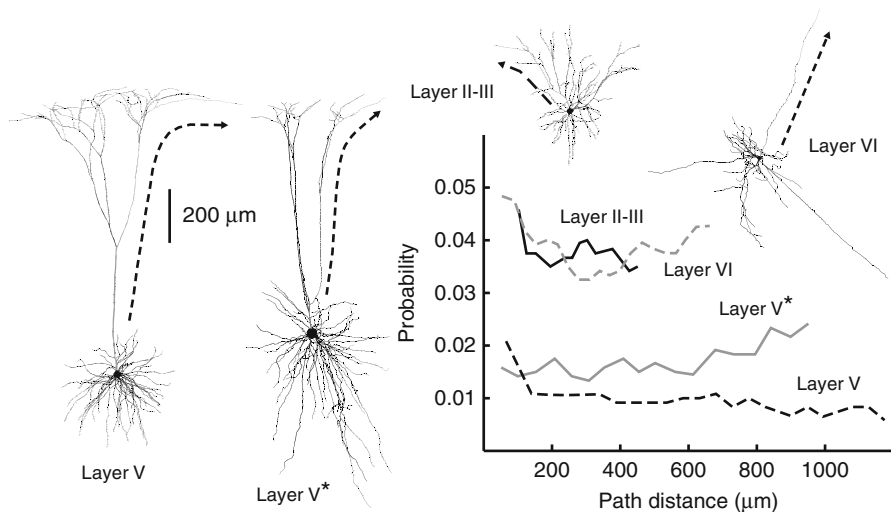 Layer II-III
Layer VI
200 μm
Layer V
Layer V*
Probability
0.05
0.04
0.03
0.02
0.01
Layer II-III
Layer VI
Layer V*
Layer V
200
400
600
800
1000
Path distance (μm)